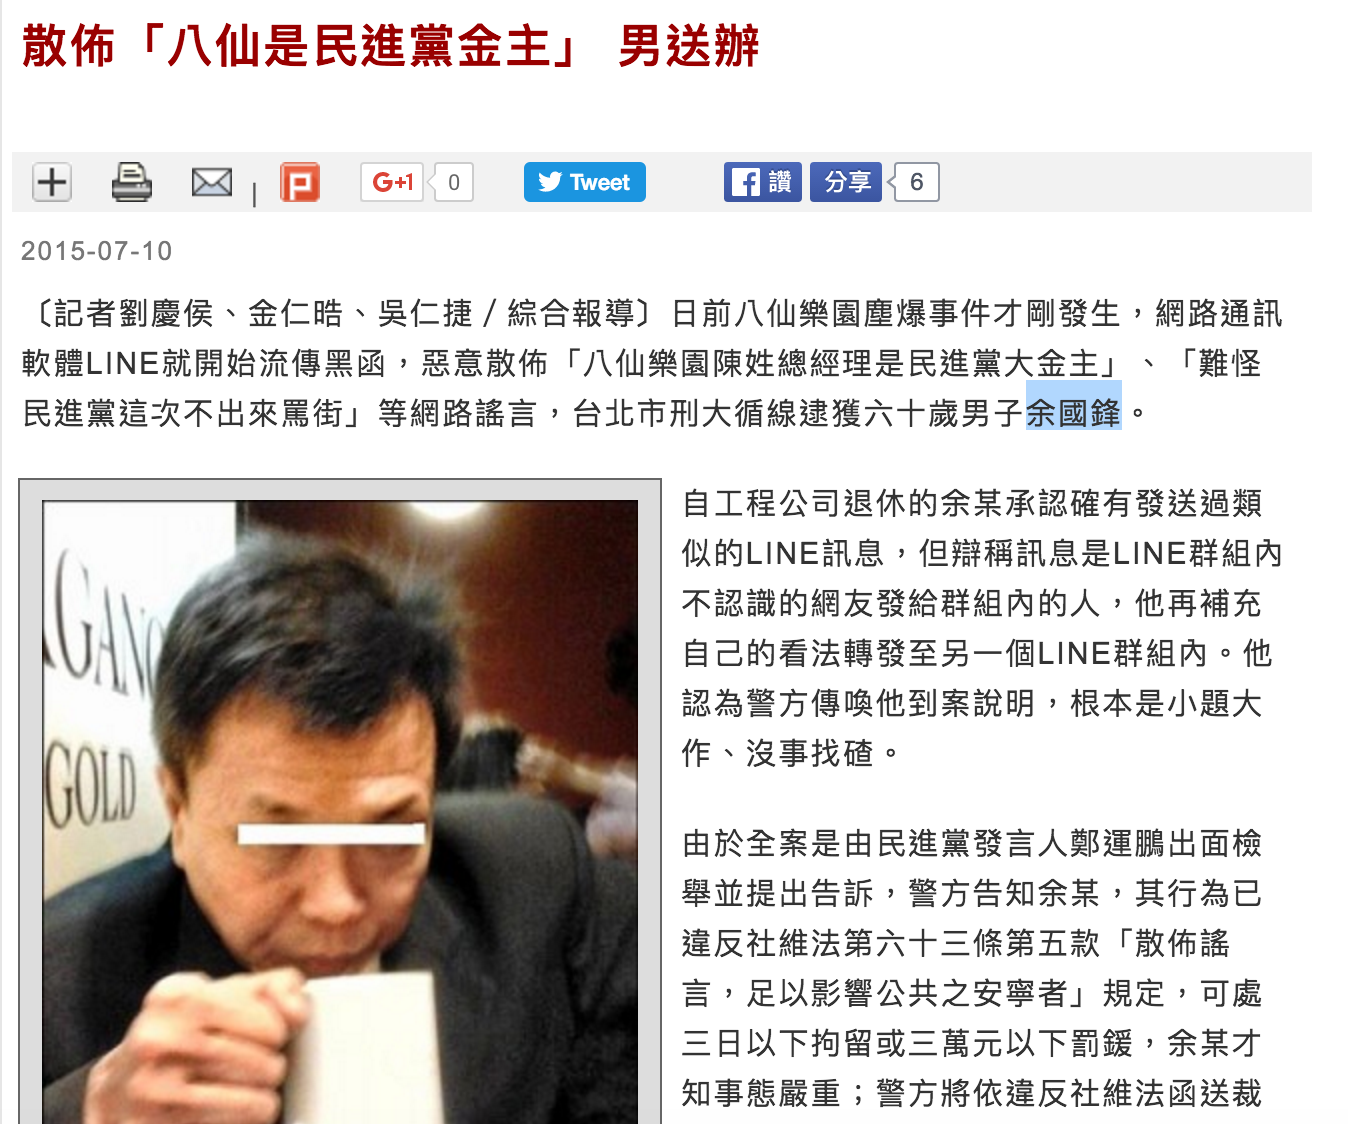 散佈「八仙是民進黨金主」 男送辦
G+1 0 Tweet 讚 分享 6
2015-07-10
〔記者劉慶侯、金仁晧、吳仁捷／綜合報導〕日前八仙樂園塵爆事件才剛發生，網路通訊
軟體LINE就開始流傳黑函，惡意散佈「八仙樂園陳姓總經理是民進黨大金主」、「難怪
民進黨這次不出來罵街」等網路謠言，台北市刑大循線逮獲六十歲男子余國鋒。
自工程公司退休的余某承認確有發送過類
似的LINE訊息，但辯稱訊息是LINE群組內
不認識的網友發給群組內的人，他再補充
自己的看法轉發至另一個LINE群組內。他
認為警方傳喚他到案說明，根本是小題大
作、沒事找碴。
由於全案是由民進黨發言人鄭運鵬出面檢
舉並提出告訴，警方告知余某，其行為已
違反社維法第六十三條第五款「散佈謠
言，足以影響公共之安寧者」規定，可處
三日以下拘留或三萬元以下罰鍰，余某才
知事態嚴重；警方將依違反社維法函送裁
GANO
GOLD